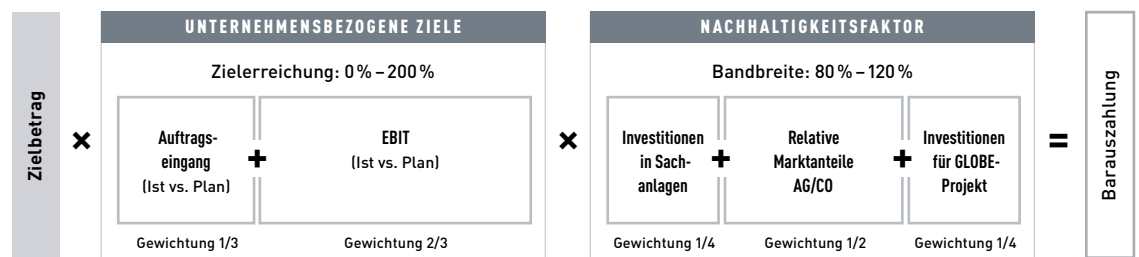 Zielbetrag
×
UNTERNEHMENSBEZOGENE ZIELE
Zielerreichung: 0 % – 200 %
Auftrags-
eingang
(Ist vs. Plan)
+
EBIT
(Ist vs. Plan)
Gewichtung 1/3
Gewichtung 2/3
×
NACHHALTIGKEITSFAKTOR
Bandbreite: 80 % – 120 %
Investitionen
in Sach-
anlagen
+
Relative
Marktanteile
AG/CO
+
Investitionen
für GLOBE-
Projekt
Gewichtung 1/4
Gewichtung 1/2
Gewichtung 1/4
=
Barauszahlung